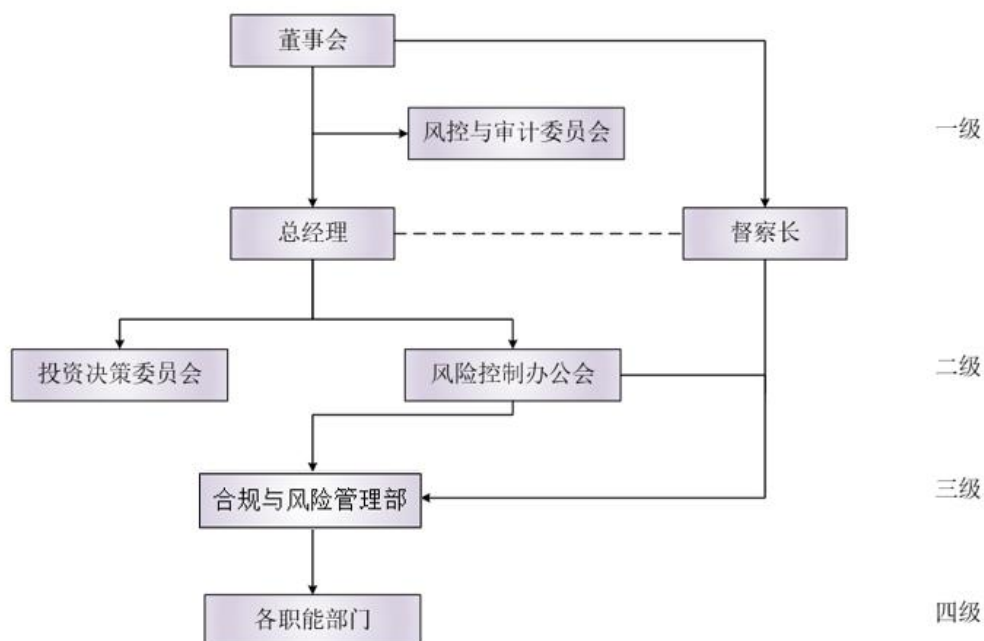 董事会
风控与审计委员会
一级
总经理
督察长
投资决策委员会
风险控制办公会
二级
合规与风险管理部
三级
各职能部门
四级